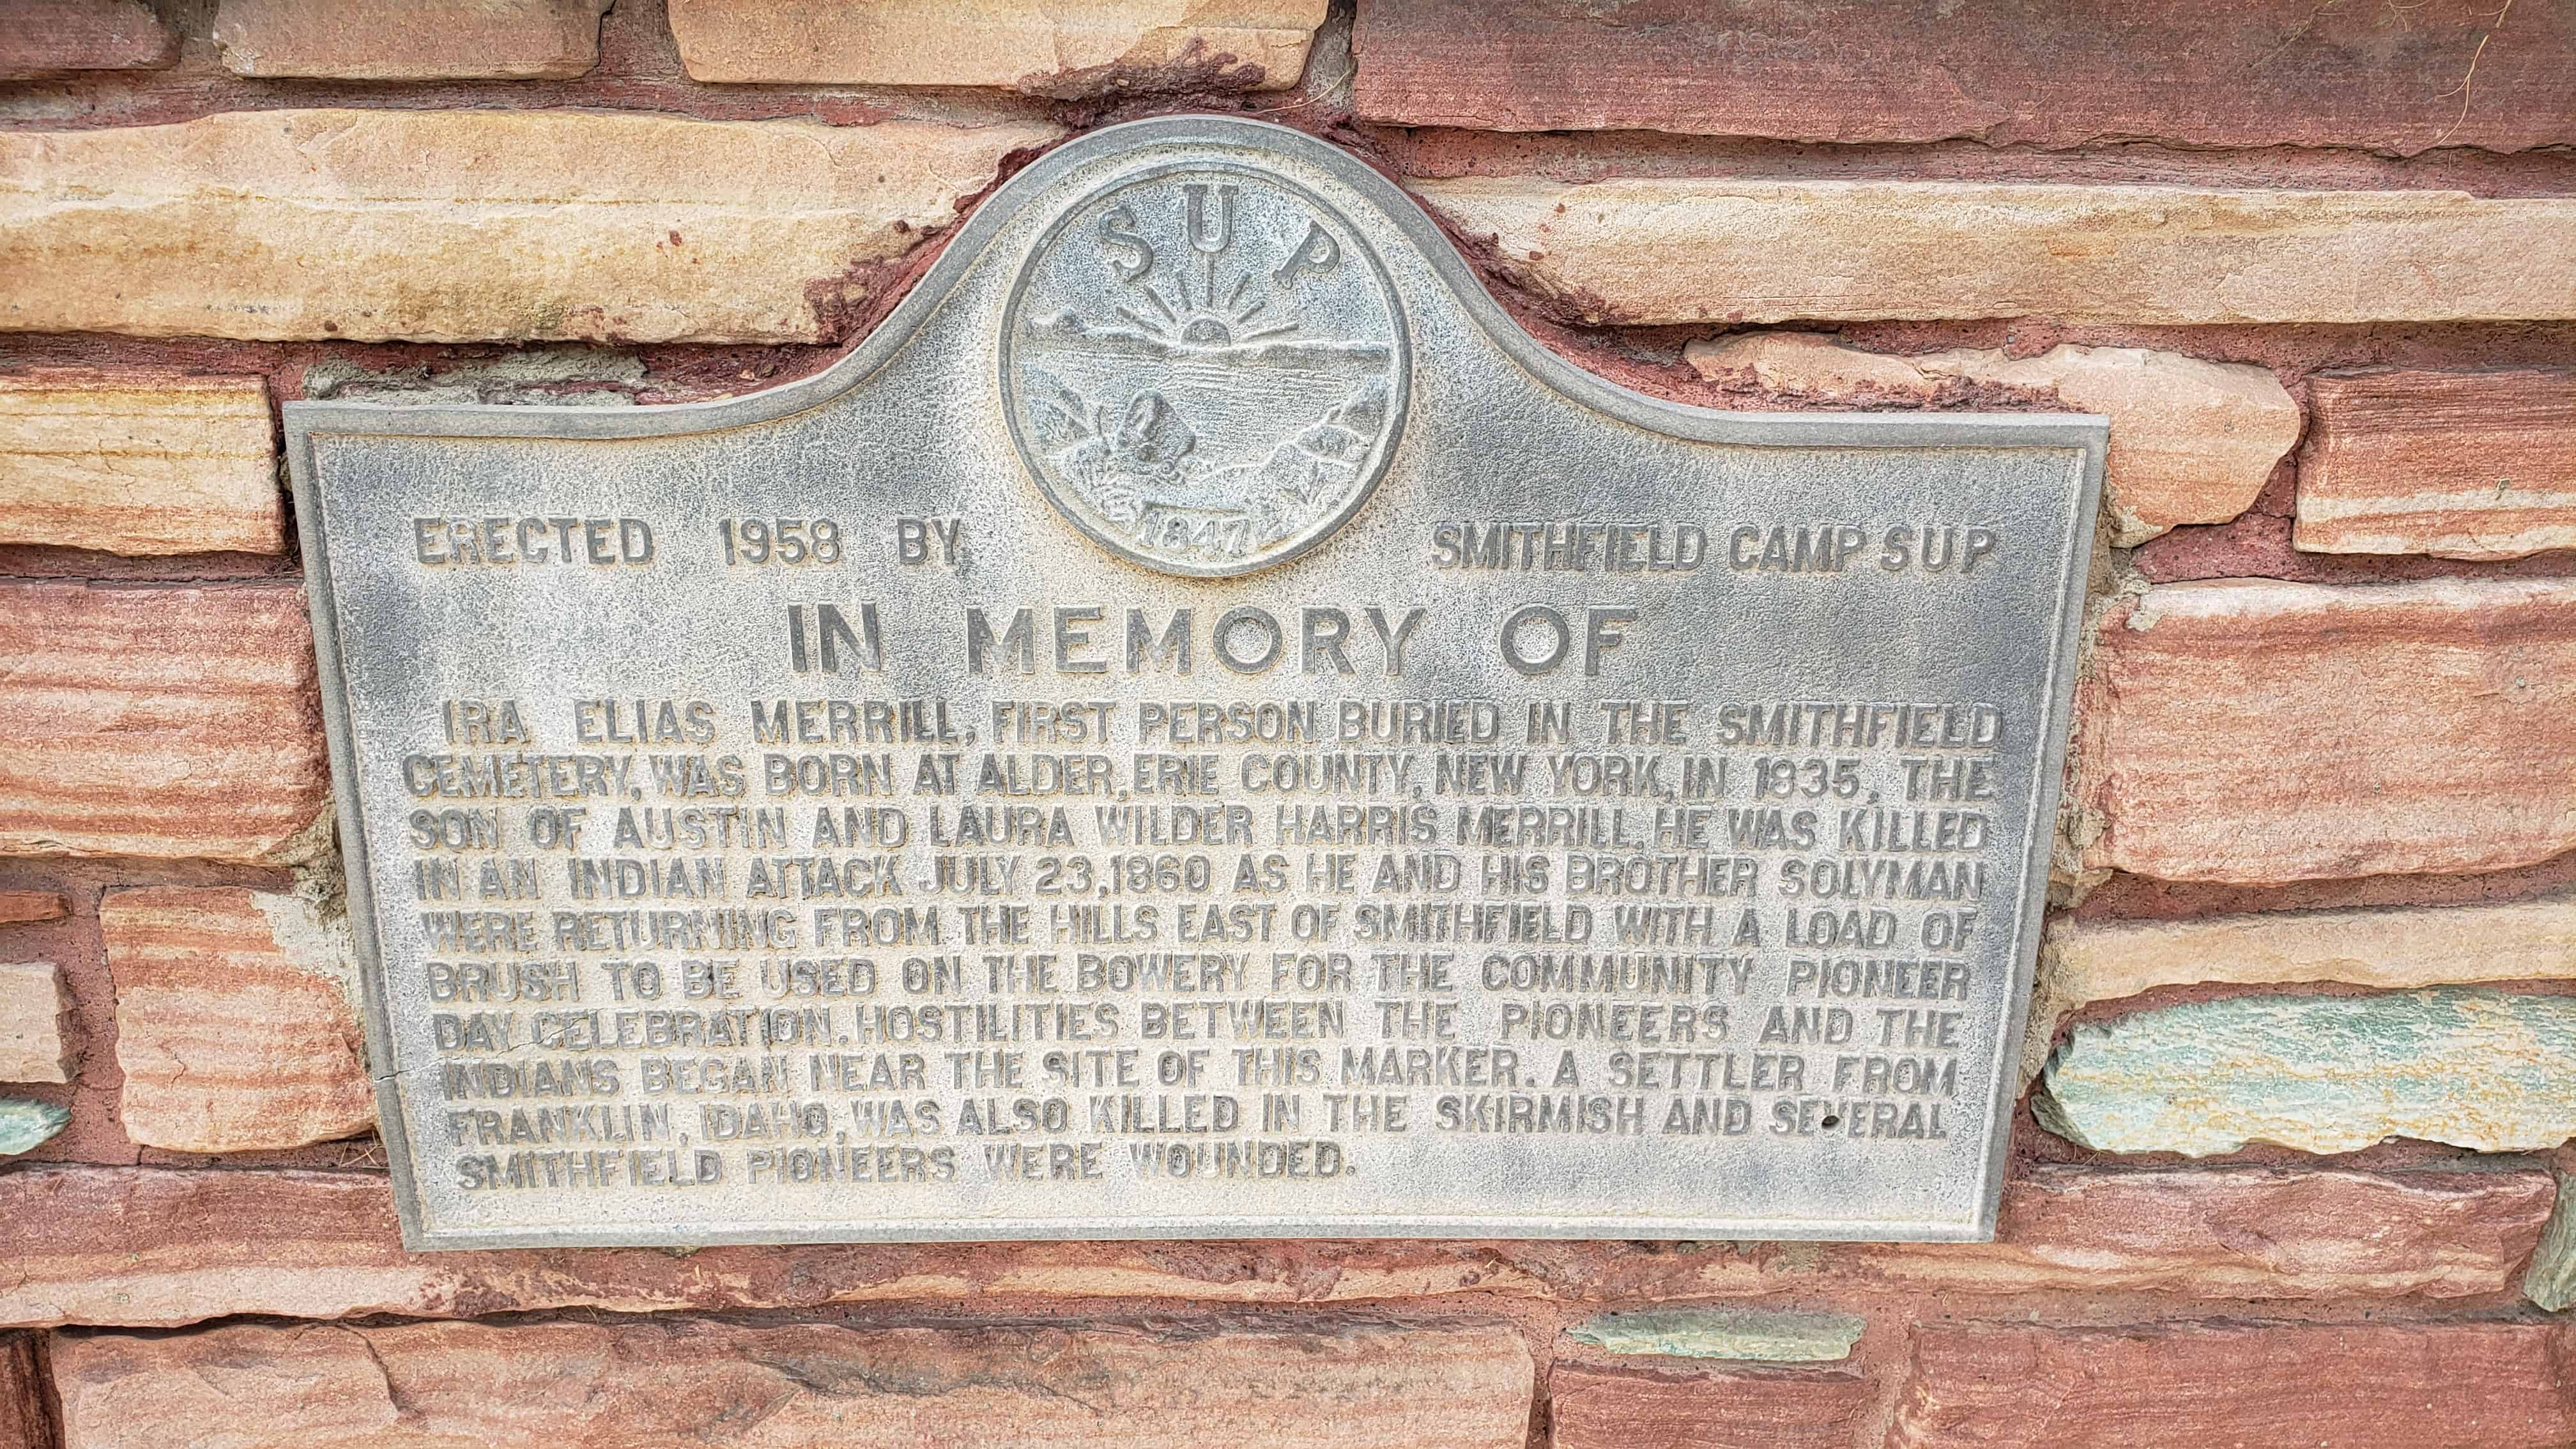 S U P
1847
ERECTED 1958 BY SMITHFIELD CAMP S U P
IN MEMORY OF
IRA ELIAS MERRILL, FIRST PERSON BURIED IN THE SMITHFIELD
CEMETERY, WAS BORN AT ALDER, ERIE COUNTY, NEW YORK, IN 1835, THE
SON OF AUSTIN AND LAURA WILDER HARRIS MERRILL. HE WAS KILLED
IN AN INDIAN ATTACK JULY 23, 1860 AS HE AND HIS BROTHER SOLYMAN
WERE RETURNING FROM THE HILLS EAST OF SMITHFIELD WITH A LOAD OF
BRUSH TO BE USED ON THE BOWERY FOR THE COMMUNITY PIONEER
DAY CELEBRATION. HOSTILITIES BETWEEN THE PIONEERS AND THE
INDIANS BEGAN NEAR THE SITE OF THIS MARKER. A SETTLER FROM
FRANKLIN, IDAHO, WAS ALSO KILLED IN THE SKIRMISH AND SEVERAL
SMITHFIELD PIONEERS WERE WOUNDED.